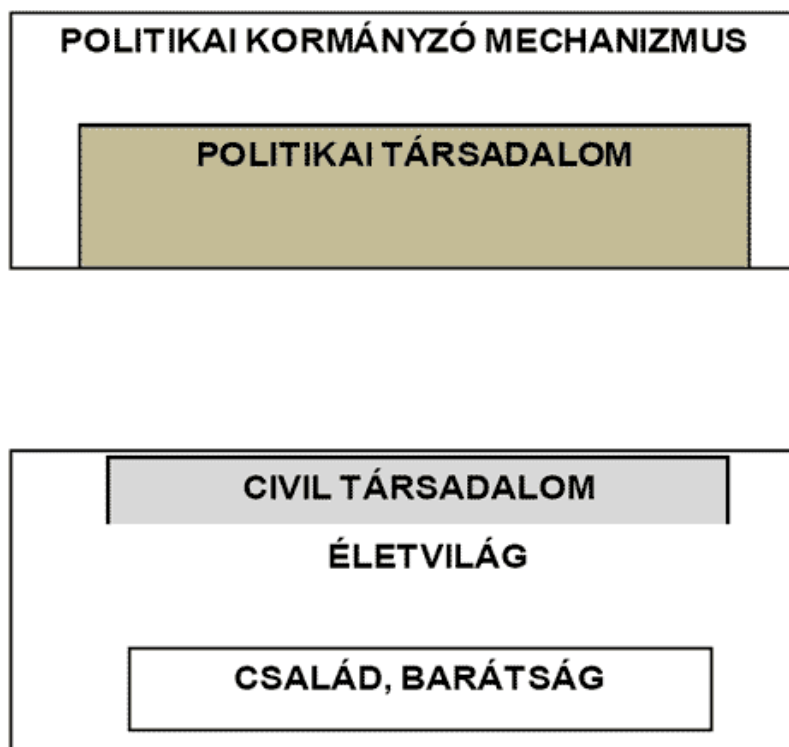 POLITIKAI KORMÁNYZÓ MECHANIZMUS
POLITIKAI TÁRSADALOM
CIVIL TÁRSADALOM
ÉLETVILÁG
CSALÁD, BARÁTSÁG